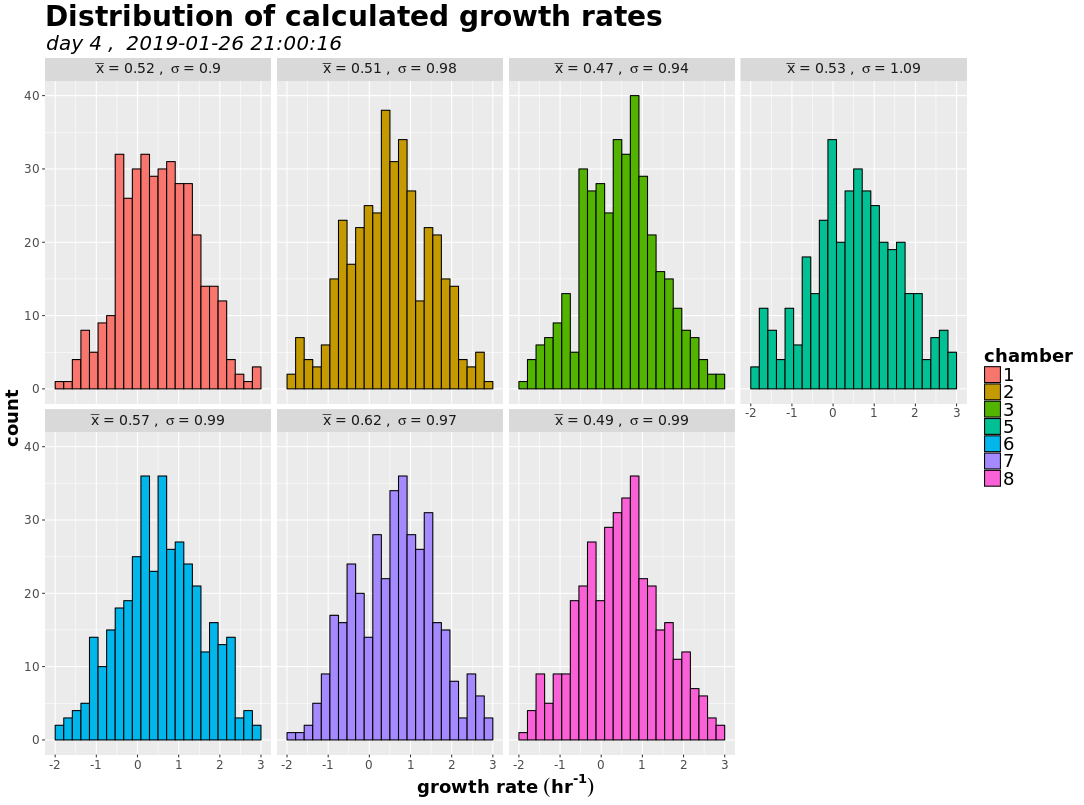 Distribution of calculated growth rates
day 4 ,  2019-01-26 21:00:16
x̅ = 0.52 ,  σ = 0.9
x̅ = 0.51 ,  σ = 0.98
x̅ = 0.47 ,  σ = 0.94
x̅ = 0.53 ,  σ = 1.09
40
30
20
10
0
-2 -1 0 1 2 3
x̅ = 0.57 ,  σ = 0.99
x̅ = 0.62 ,  σ = 0.97
x̅ = 0.49 ,  σ = 0.99
40
30
20
10
0
-2 -1 0 1 2 3
-2 -1 0 1 2 3
-2 -1 0 1 2 3
count
growth rate (hr⁻¹)
chamber
1
2
3
5
6
7
8